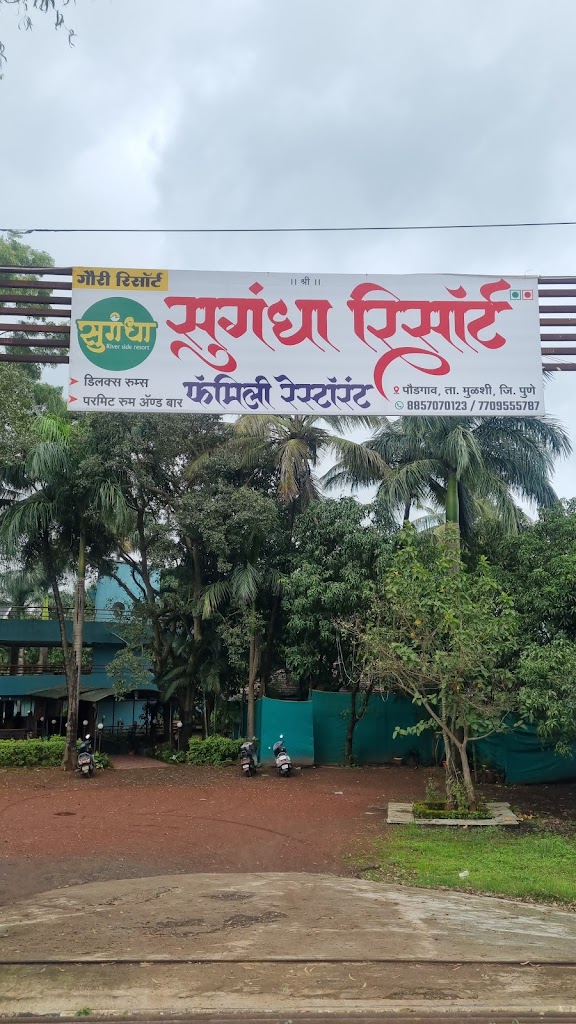 गौरी रिसॉर्ट
|| श्री ||
सुगंधा
River side resort
सुगंधा रिसॉर्ट
फॅमिली रेस्टॉरंट
➤ डिलक्स रुम्स
➤ परमिट रुम अ‍ॅण्ड बार
पौडगाव, ता. मुळशी, जि. पुणे
8857070123 / 7709555787